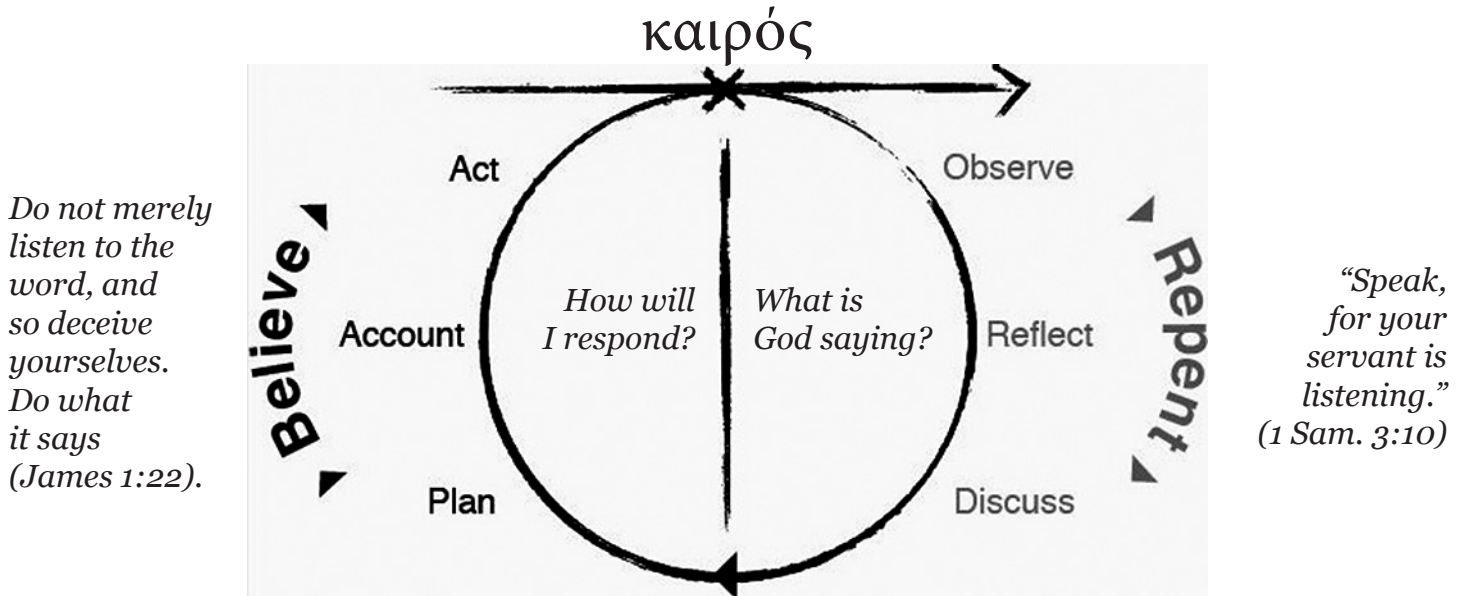 καιρός
Act
Observe
Do not merely
listen to the
word, and
so deceive
yourselves.
Do what
it says
(James 1:22).
Believe
Account
Plan
How will
I respond?
What is
God saying?
Reflect
Discuss
Repent
“Speak,
for your
servant is
listening.”
(1 Sam. 3:10)